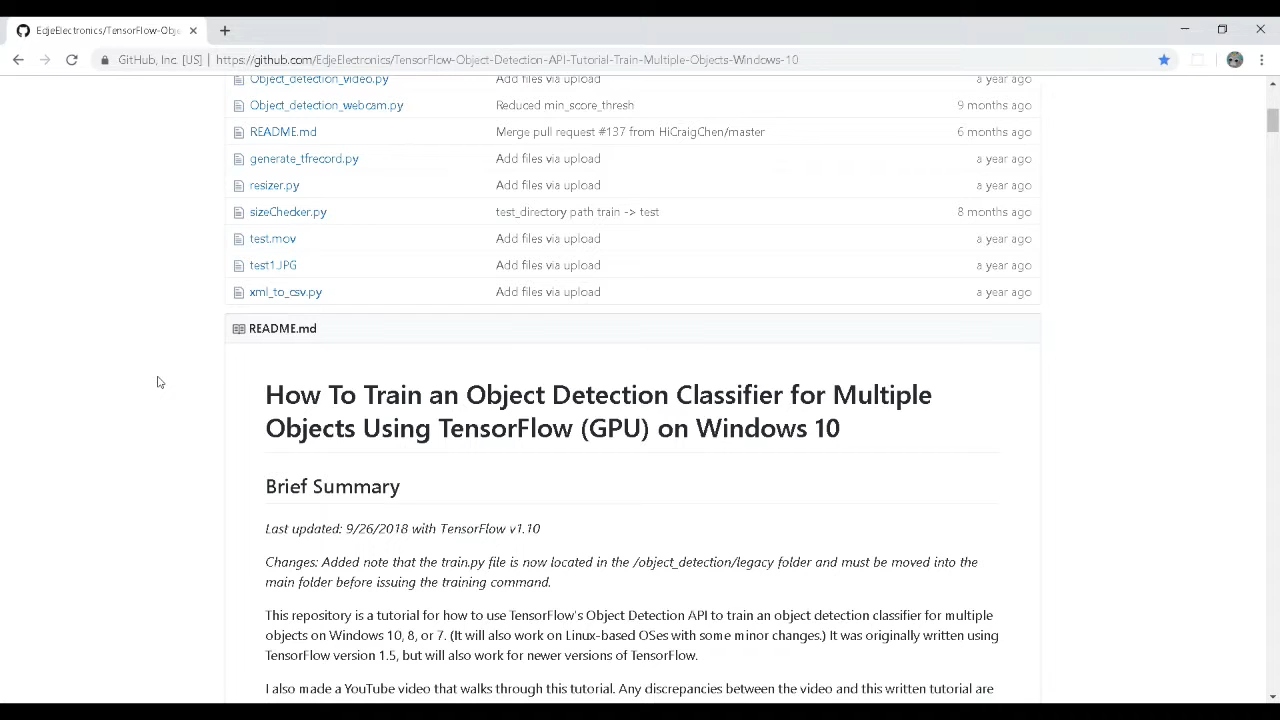 EdjeElectronics/TensorFlow-Obje
GitHub, Inc. [US] | https://github.com/EdjeElectronics/TensorFlow-Object-Detection-API-Tutorial-Train-Multiple-Objects-Windows-10
Object_detection_video.py Add files via upload a year ago
Object_detection_webcam.py Reduced min_score_thresh 9 months ago
README.md Merge pull request #137 from HiCraigChen/master 6 months ago
generate_tfrecord.py Add files via upload a year ago
resizer.py Add files via upload a year ago
sizeChecker.py test_directory path train -> test 8 months ago
test.mov Add files via upload a year ago
test1.JPG Add files via upload a year ago
xml_to_csv.py Add files via upload a year ago
README.md
How To Train an Object Detection Classifier for Multiple
Objects Using TensorFlow (GPU) on Windows 10
Brief Summary
Last updated: 9/26/2018 with TensorFlow v1.10
Changes: Added note that the train.py file is now located in the /object_detection/legacy folder and must be moved into the
main folder before issuing the training command.
This repository is a tutorial for how to use TensorFlow's Object Detection API to train an object detection classifier for multiple
objects on Windows 10, 8, or 7. (It will also work on Linux-based OSes with some minor changes.) It was originally written using
TensorFlow version 1.5, but will also work for newer versions of TensorFlow.
I also made a YouTube video that walks through this tutorial. Any discrepancies between the video and this written tutorial are